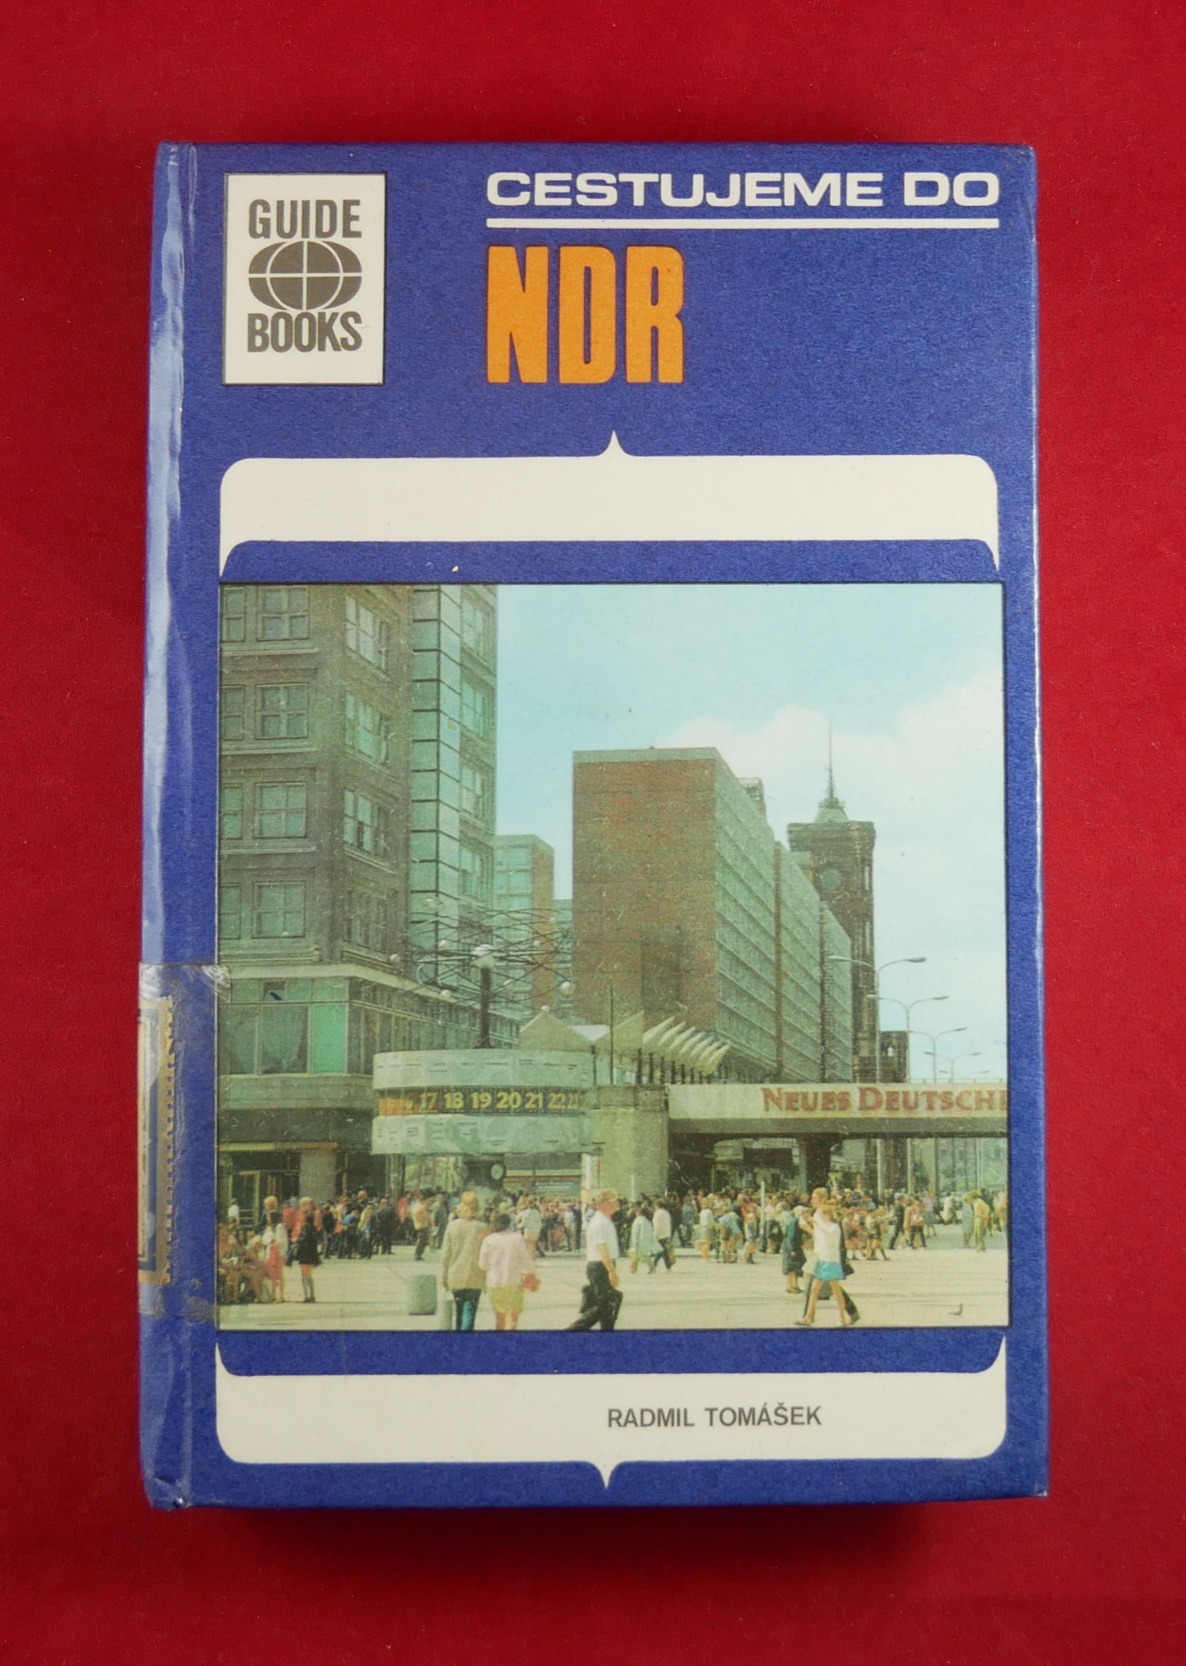 GUIDE
BOOKS
CESTUJEME DO
NDR
17 18 19 20 21 22
NEUES DEUTSCH
RADMIL TOMÁŠEK